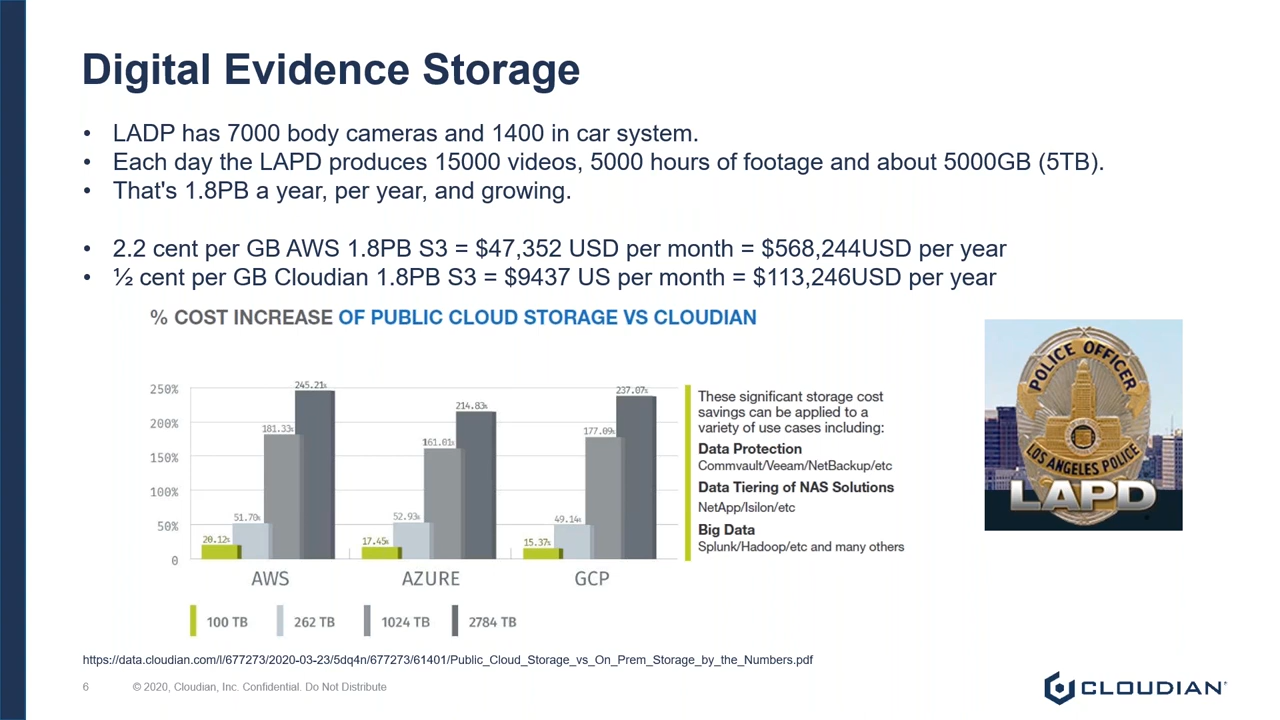 Digital Evidence Storage
• LADP has 7000 body cameras and 1400 in car system.
• Each day the LAPD produces 15000 videos, 5000 hours of footage and about 5000GB (5TB).
• That's 1.8PB a year, per year, and growing.
• 2.2 cent per GB AWS 1.8PB S3 = $47,352 USD per month = $568,244USD per year
• ½ cent per GB Cloudian 1.8PB S3 = $9437 US per month = $113,246USD per year
% COST INCREASE OF PUBLIC CLOUD STORAGE VS CLOUDIAN
250%
200%
150%
100%
50%
0
20.12%
51.70%
181.33%
245.21%
17.45%
52.93%
161.01%
214.83%
15.37%
49.14%
177.09%
237.07%
AWS
AZURE
GCP
100 TB
262 TB
1024 TB
2784 TB
These significant storage cost
savings can be applied to a
variety of use cases including:
Data Protection
Commvault/Veeam/NetBackup/etc
Data Tiering of NAS Solutions
NetApp/Isilon/etc
Big Data
Splunk/Hadoop/etc and many others
POLICE OFFICER
LOS ANGELES POLICE
LAPD
https://data.cloudian.com/l/677273/2020-03-23/5dq4n/677273/61401/Public_Cloud_Storage_vs_On_Prem_Storage_by_the_Numbers.pdf
6
© 2020, Cloudian, Inc. Confidential. Do Not Distribute
CLOUDIAN